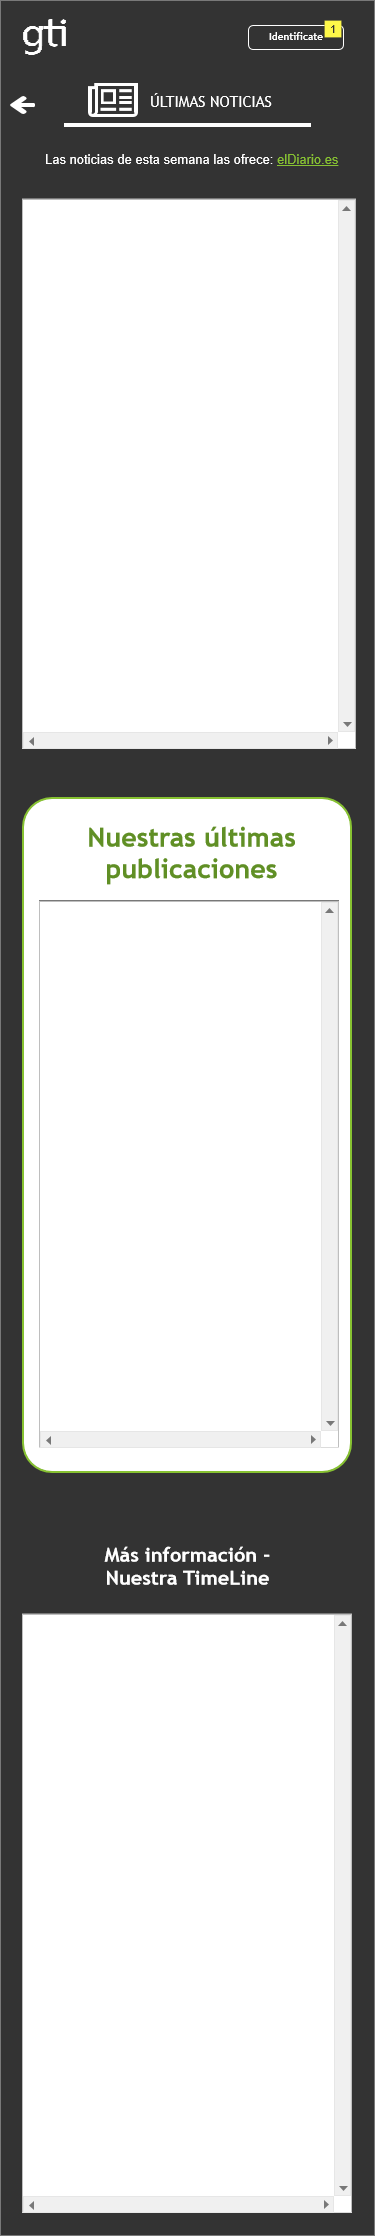 gti
Identificate
1
ÚLTIMAS NOTICIAS
Las noticias de esta semana las ofrece: elDiario.es
Nuestras últimas
publicaciones
Más información -
Nuestra TimeLine